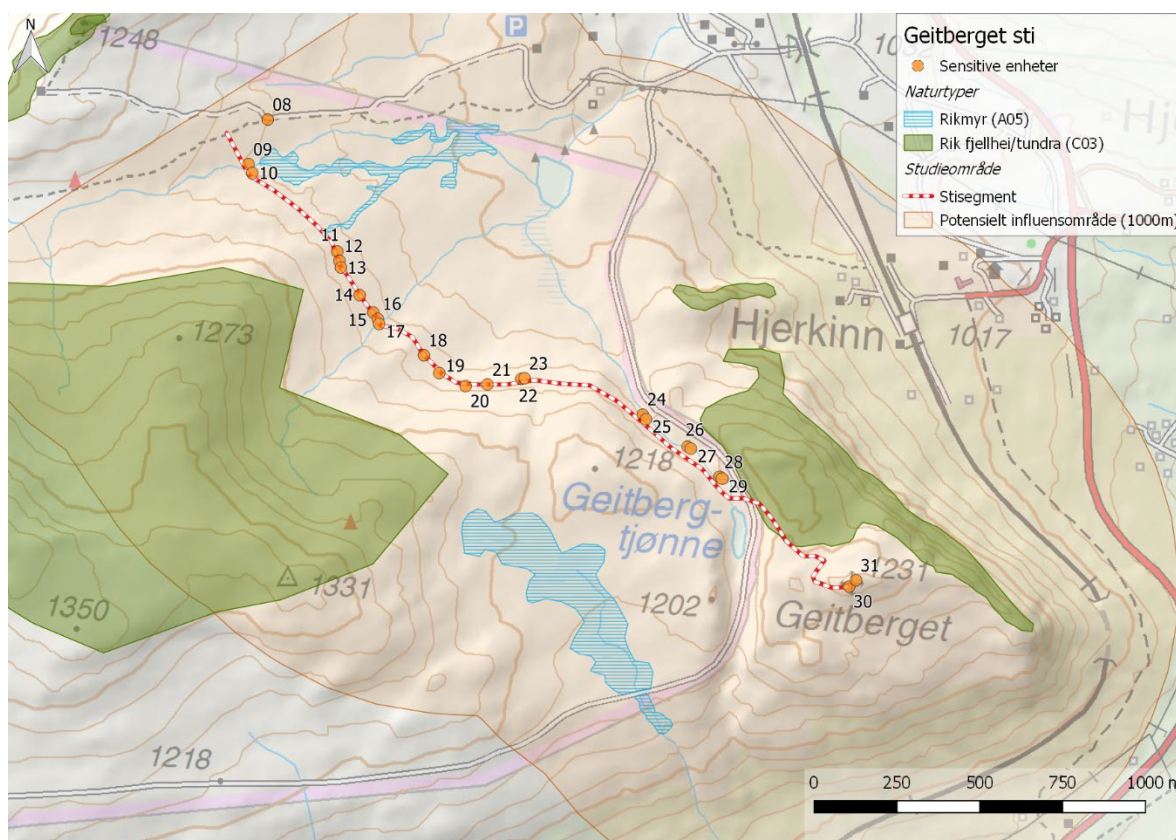 N
1248
P
Geitberget sti
Sensitive enheter
Naturtyper
Rikmyr (A05)
Rik fjellhei/tundra (C03)
Studieområde
Stisegment
Potensielt influensområde (1000m)
08
09
10
11
12
13
14
16
15
17
1273
18
19
20
21
23
22
Hjerkinn
1017
24
25
26
27
28
29
1218
Geitberg-
tjønne
1331
1350
1202
31
1231
30
Geitberget
1218
0
250
500
750
1000 m